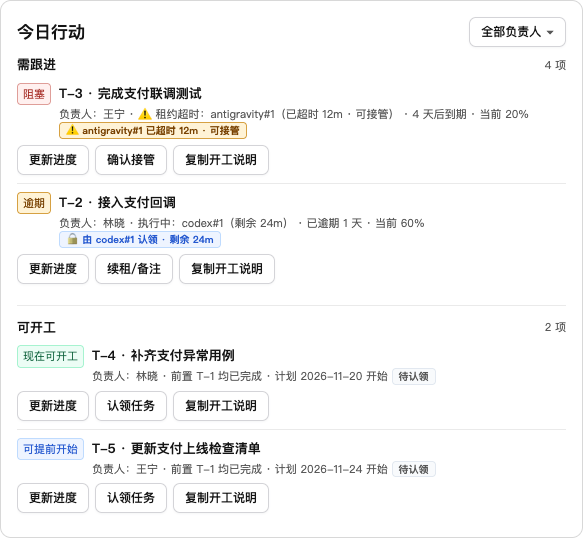 今日行动
全部负责人
需跟进
4 项
阻塞
T-3 · 完成支付联调测试
负责人：王宁 · ⚠️ 租约超时：antigravity#1（已超时 12m · 可接管） · 4 天后到期 · 当前 20%
⚠️ antigravity#1 已超时 12m · 可接管
更新进度 确认接管 复制开工说明
逾期
T-2 · 接入支付回调
负责人：林晓 · 执行中：codex#1（剩余 24m） · 已逾期 1 天 · 当前 60%
🔒 由 codex#1 认领 · 剩余 24m
更新进度 续租/备注 复制开工说明
可开工
2 项
现在可开工
T-4 · 补齐支付异常用例
负责人：林晓 · 前置 T-1 均已完成 · 计划 2026-11-20 开始 待认领
更新进度 认领任务 复制开工说明
可提前开始
T-5 · 更新支付上线检查清单
负责人：王宁 · 前置 T-1 均已完成 · 计划 2026-11-24 开始 待认领
更新进度 认领任务 复制开工说明